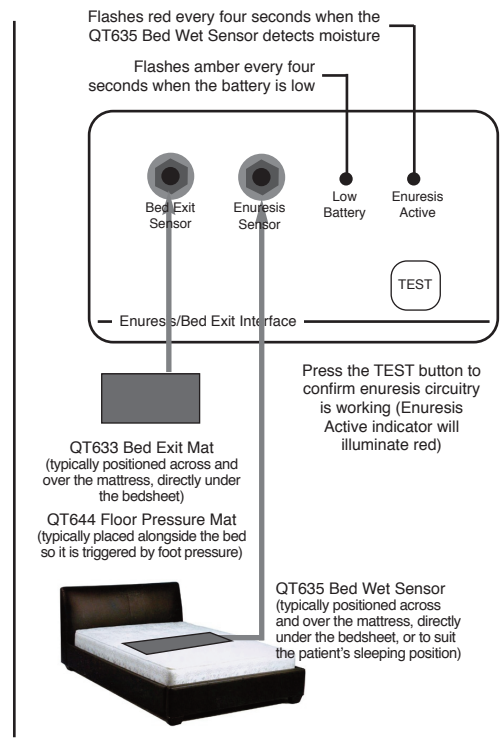 Flashes red every four seconds when the
QT635 Bed Wet Sensor detects moisture
Flashes amber every four
seconds when the battery is low
Bed Exit
Sensor
Enuresis
Sensor
Low
Battery
Enuresis
Active
TEST
Enuresis/Bed Exit Interface
Press the TEST button to
confirm enuresis circuitry
is working (Enuresis
Active indicator will
illuminate red)
QT633 Bed Exit Mat
(typically positioned across and
over the mattress, directly under
the bedsheet)
QT644 Floor Pressure Mat
(typically placed alongside the bed
so it is triggered by foot pressure)
QT635 Bed Wet Sensor
(typically positioned across
and over the mattress, directly
under the bedsheet, or to suit
the patient's sleeping position)